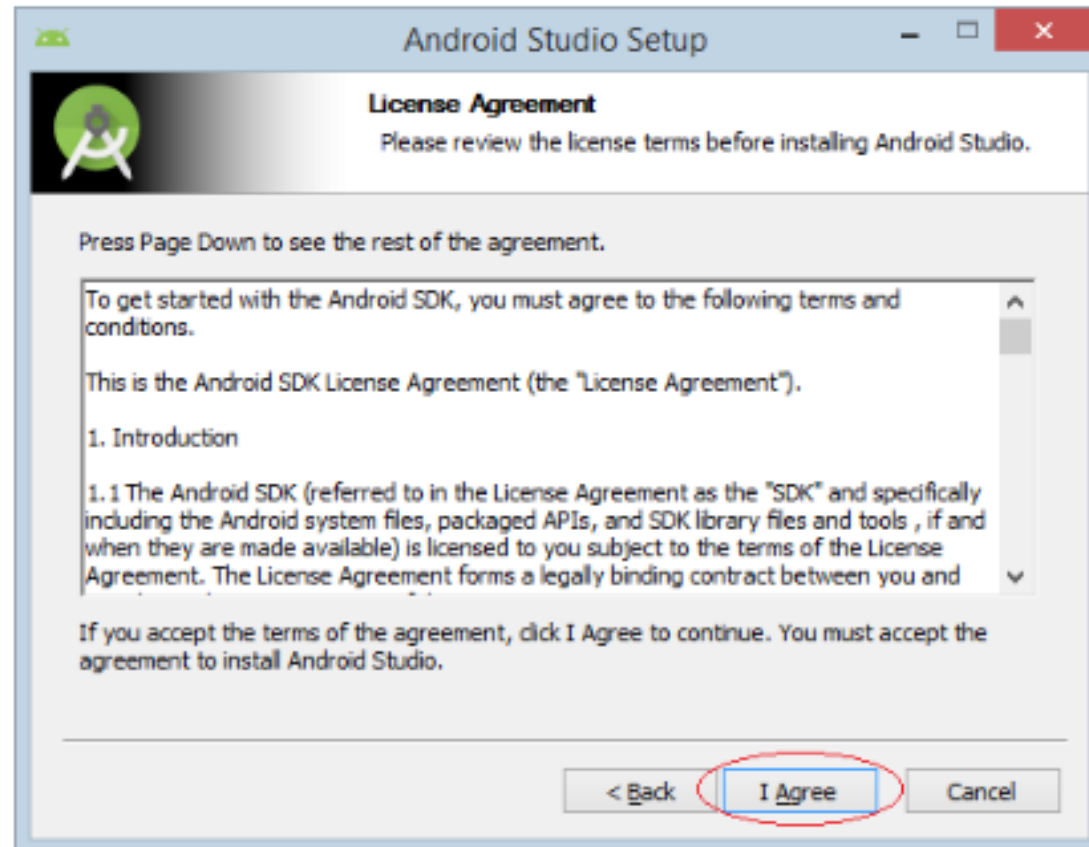 Android Studio Setup
License Agreement
Please review the license terms before installing Android Studio.
Press Page Down to see the rest of the agreement.
To get started with the Android SDK, you must agree to the following terms and
conditions.
This is the Android SDK License Agreement (the "License Agreement").
1. Introduction
1.1 The Android SDK (referred to in the License Agreement as the "SDK" and specifically
including the Android system files, packaged APIs, and SDK library files and tools , if and
when they are made available) is licensed to you subject to the terms of the License
Agreement. The License Agreement forms a legally binding contract between you and
If you accept the terms of the agreement, click I Agree to continue. You must accept the
agreement to install Android Studio.
< Back
I Agree
Cancel